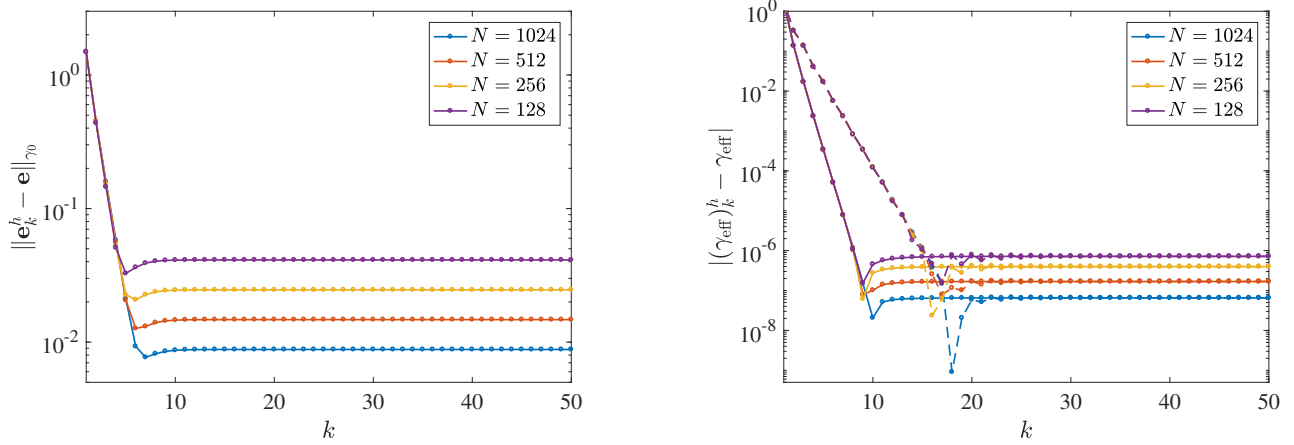 10^0
10^{-1}
10^{-2}
‖𝐞_k^h − 𝐞‖_{γ_0}
10 20 30 40 50
k
N = 1024
N = 512
N = 256
N = 128
10^0
10^{-2}
10^{-4}
10^{-6}
10^{-8}
|(γ_eff)_k^h − γ_eff|
10 20 30 40 50
k
N = 1024
N = 512
N = 256
N = 128